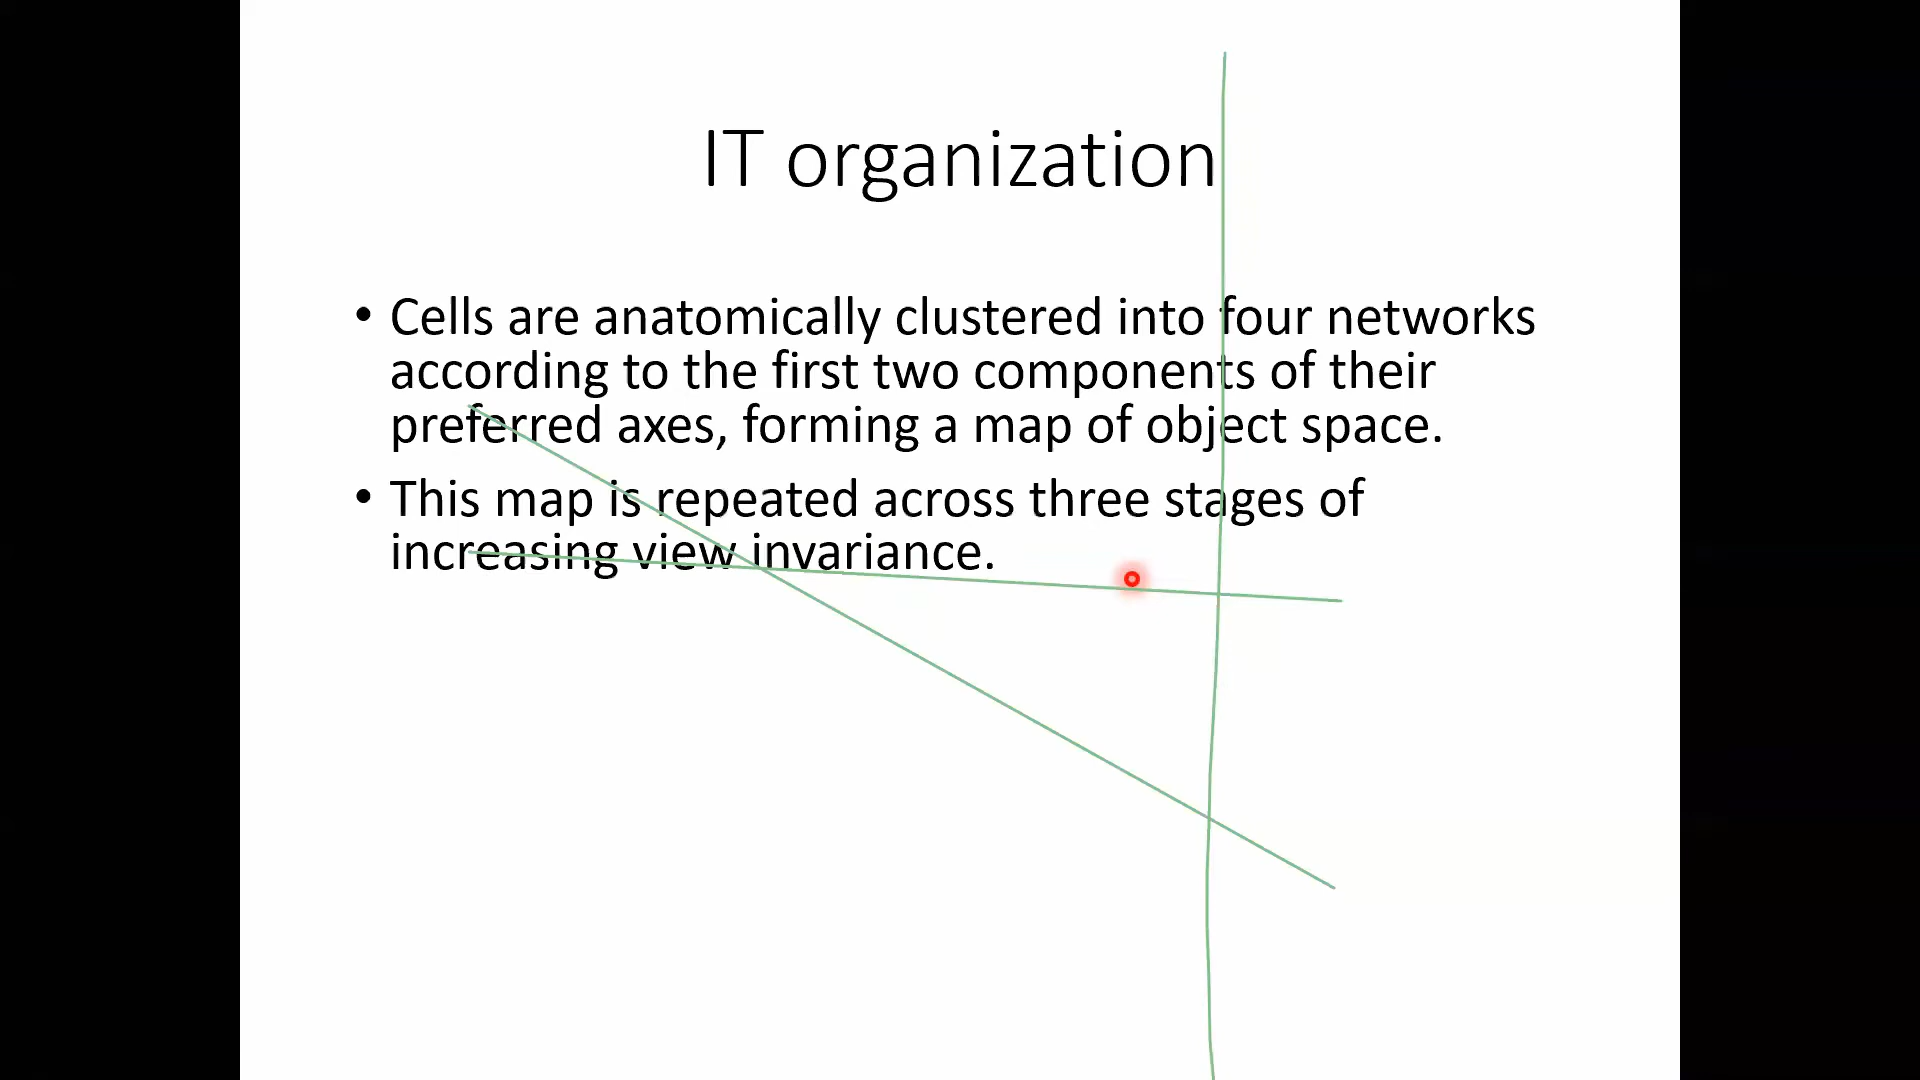 IT organization
• Cells are anatomically clustered into four networks
according to the first two components of their
preferred axes, forming a map of object space.
• This map is repeated across three stages of
increasing view invariance.